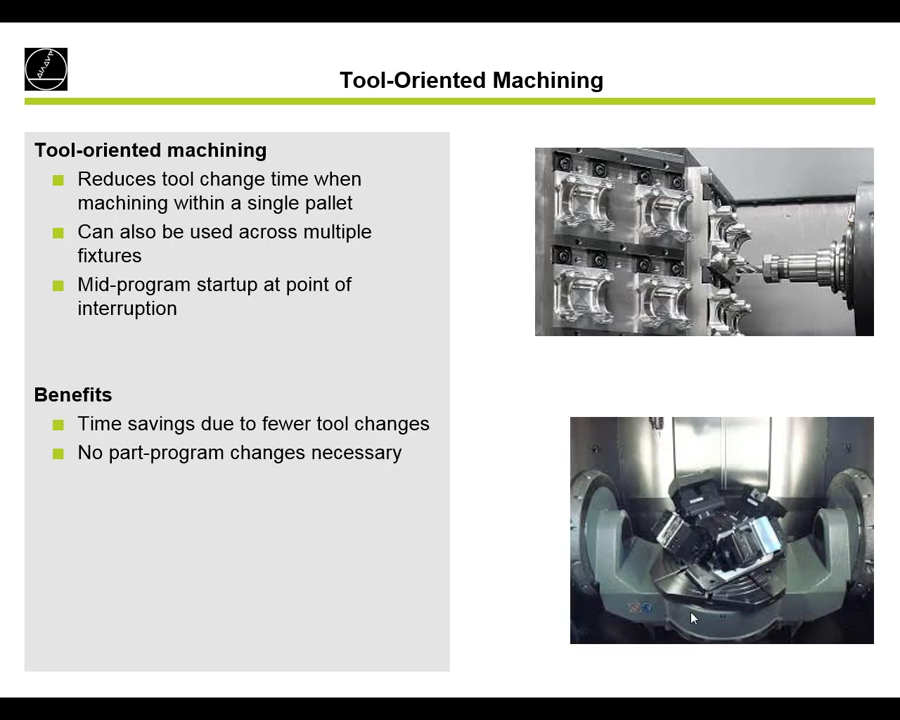 Tool-Oriented Machining
Tool-oriented machining
Reduces tool change time when
machining within a single pallet
Can also be used across multiple
fixtures
Mid-program startup at point of
interruption
Benefits
Time savings due to fewer tool changes
No part-program changes necessary